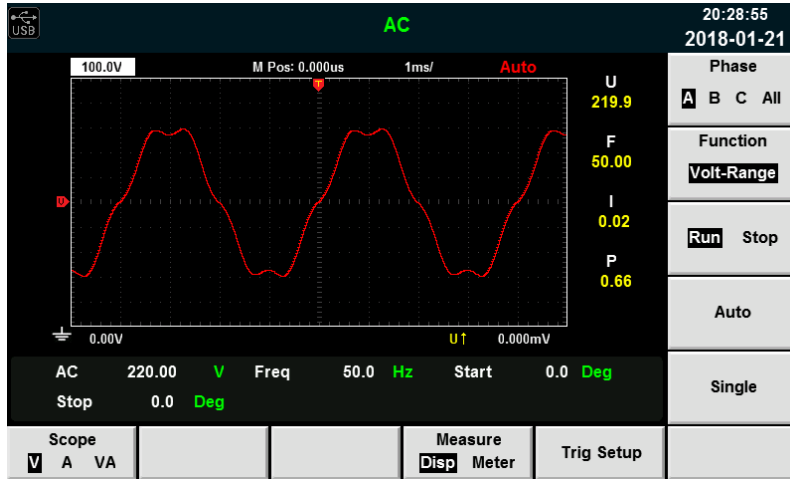 USB
AC
20:28:55
2018-01-21
100.0V M Pos: 0.000us 1ms/ Auto
T
U
219.9
F
50.00
I
0.02
P
0.66
U
0.00V U↑ 0.000mV
AC 220.00 V Freq 50.0 Hz Start 0.0 Deg
Stop 0.0 Deg
Phase
A B C All
Function
Volt-Range
Run Stop
Auto
Single
Scope
V A VA
Measure
Disp Meter
Trig Setup